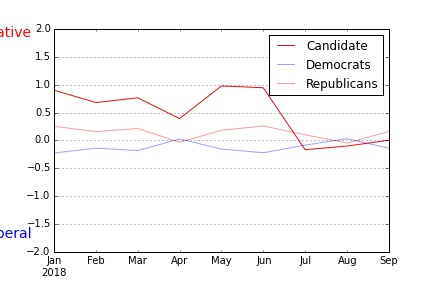 2.0
ative
Candidate
1.5
Democrats
1.0
Republicans
0.5
0.0
−0.5
−1.0
−1.5
beral
−2.0
Jan Feb Mar Apr May Jun Jul Aug Sep
2018